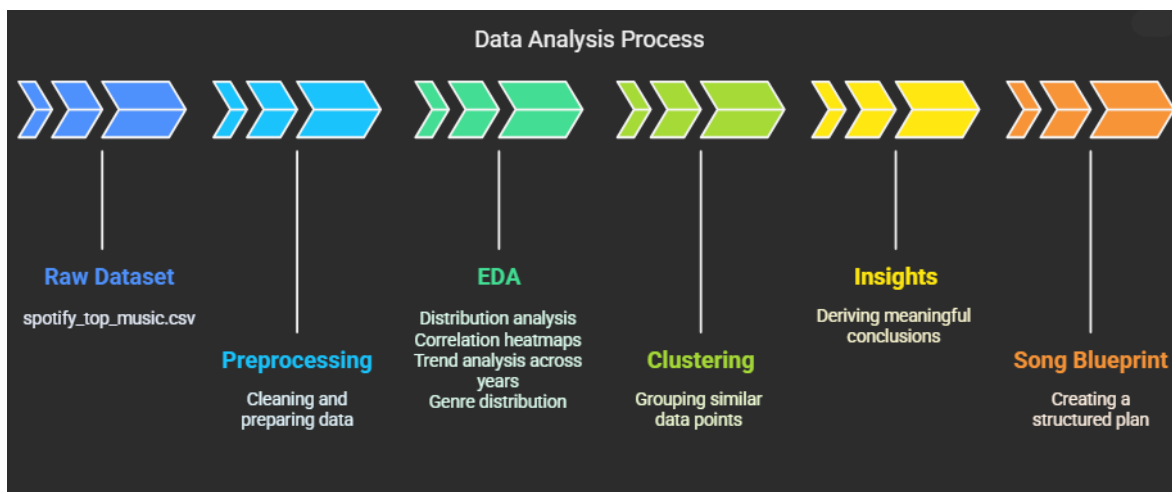 Data Analysis Process
Raw Dataset
spotify_top_music.csv
Preprocessing
Cleaning and
preparing data
EDA
Distribution analysis
Correlation heatmaps
Trend analysis across
years
Genre distribution
Clustering
Grouping similar
data points
Insights
Deriving meaningful
conclusions
Song Blueprint
Creating a
structured plan